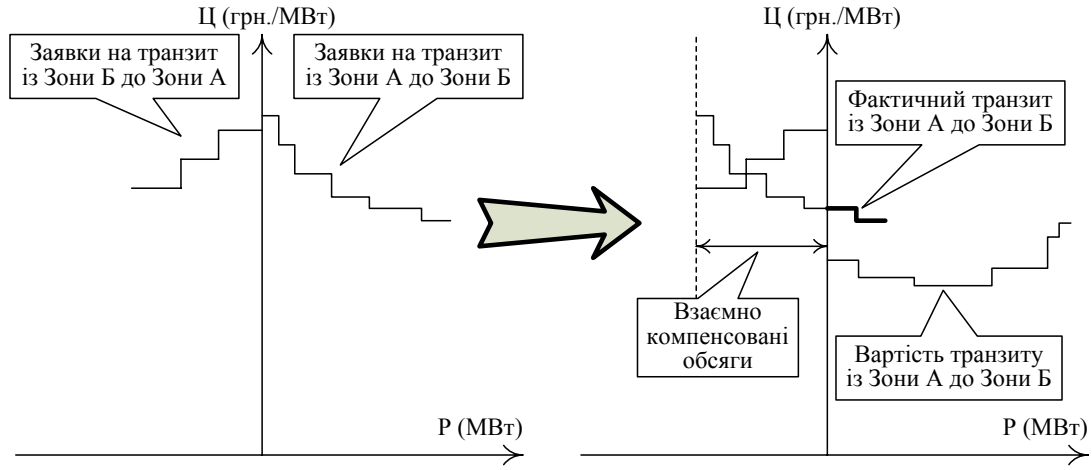 Ц (грн./МВт)
Заявки на транзит
із Зони Б до Зони А
Заявки на транзит
із Зони А до Зони Б
Р (МВт)
Ц (грн./МВт)
Фактичний транзит
із Зони А до Зони Б
Взаємно
компенсовані
обсяги
Вартість транзиту
із Зони А до Зони Б
Р (МВт)